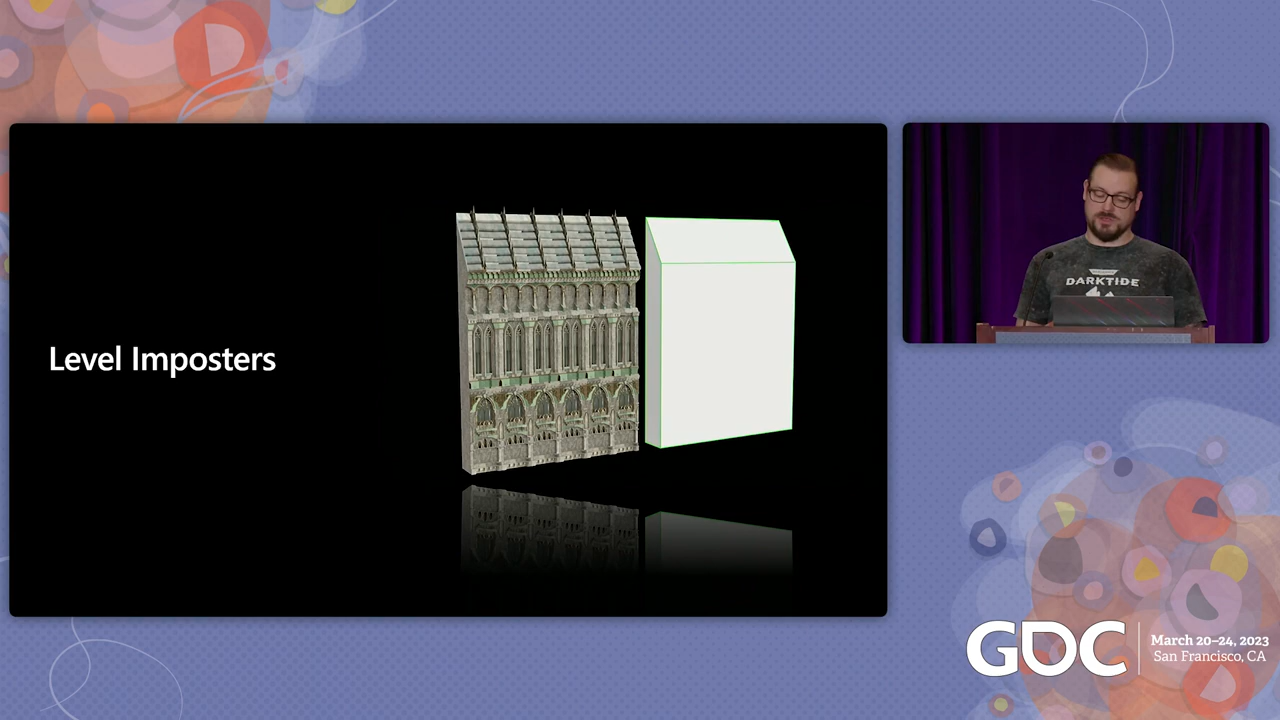 Level Imposters
DARKTIDE
GDC
March 20–24, 2023
San Francisco, CA